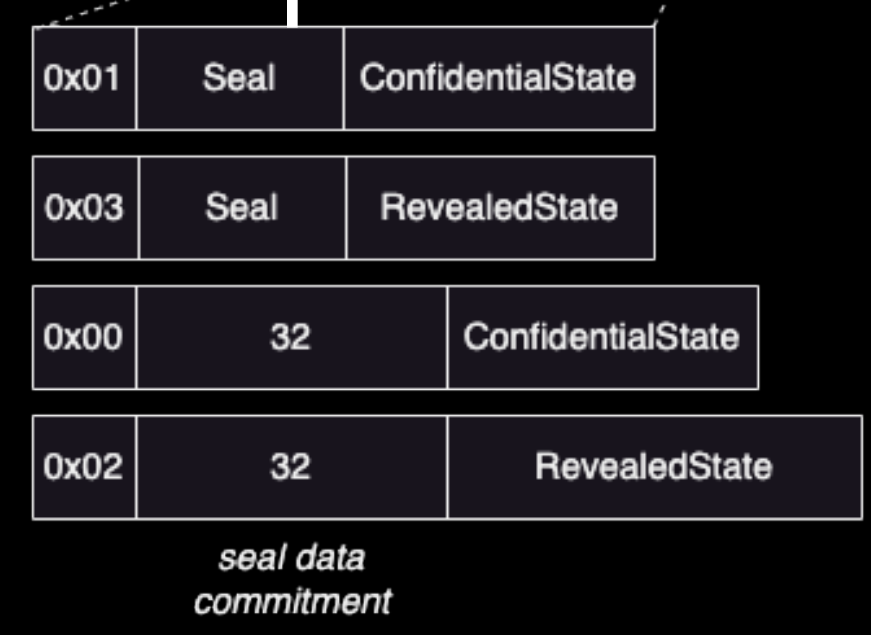 0x01 Seal ConfidentialState
0x03 Seal RevealedState
0x00 32 ConfidentialState
0x02 32 RevealedState
seal data
commitment